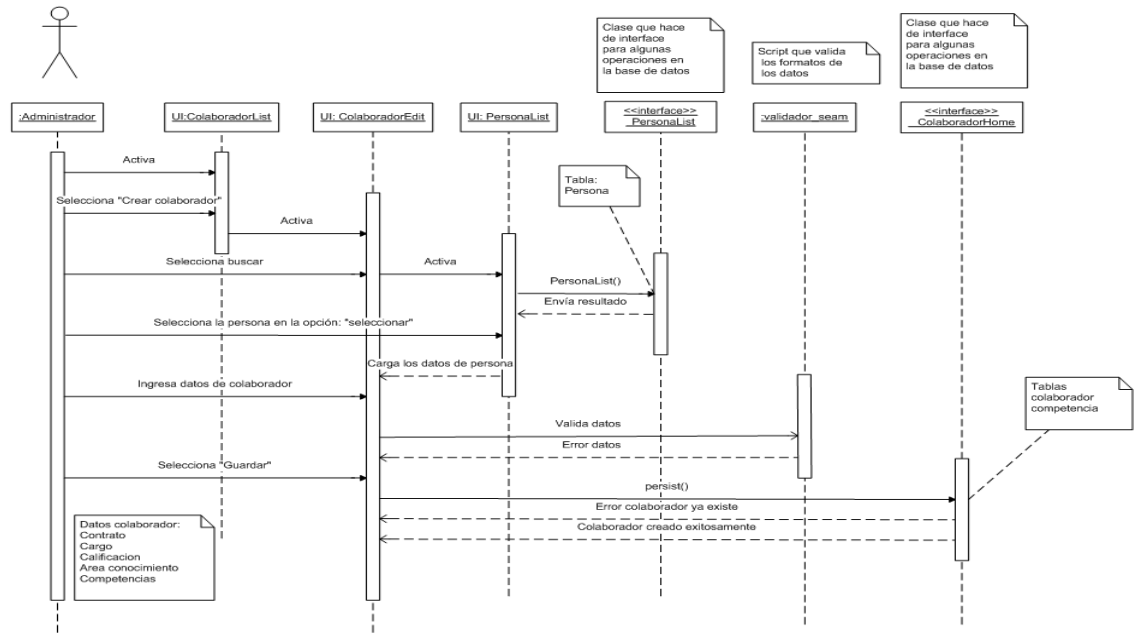 Clase que hace
de interface
para algunas
operaciones en
la base de datos
Script que valida
los formatos de
los datos
Clase que hace
de interface
para algunas
operaciones en
la base de datos
:Administrador
UI:ColaboradorList
UI: ColaboradorEdit
UI: PersonaList
<<interface>>
_PersonaList
:validador_seam
<<interface>>
_ColaboradorHome
Activa
Selecciona "Crear colaborador"
Activa
Tabla:
Persona
Selecciona buscar
Activa
PersonaList()
Envía resultado
Selecciona la persona en la opción: "seleccionar"
Carga los datos de persona
Ingresa datos de colaborador
Tablas
colaborador
competencia
Valida datos
Error datos
Selecciona "Guardar"
persist()
Error colaborador ya existe
Colaborador creado exitosamente
Datos colaborador:
Contrato
Cargo
Calificacion
Area conocimiento
Competencias